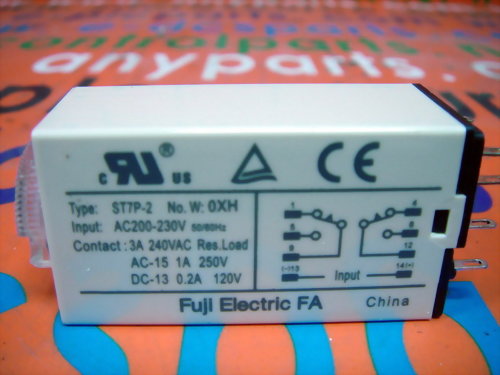 controlparts
anyparts.c
c RU ® US CE
Type: ST7P-2 No. W: 0XH
Input: AC200-230V 50/60Hz
Contact: 3A 240VAC Res.Load
AC-15 1A 250V
DC-13 0.2A 120V
1 4
5 8
9 12
(-)13 Input 14(+)
Fuji Electric FA China